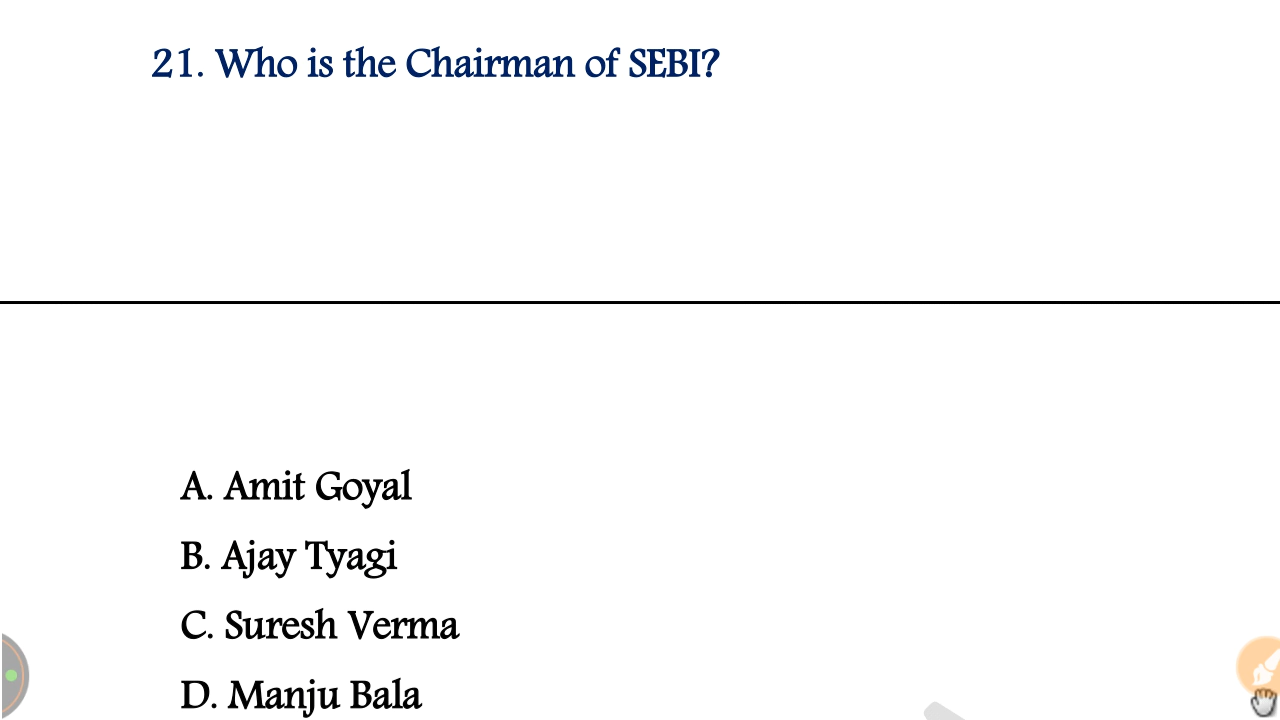 21. Who is the Chairman of SEBI?
A. Amit Goyal
B. Ajay Tyagi
C. Suresh Verma
D. Manju Bala